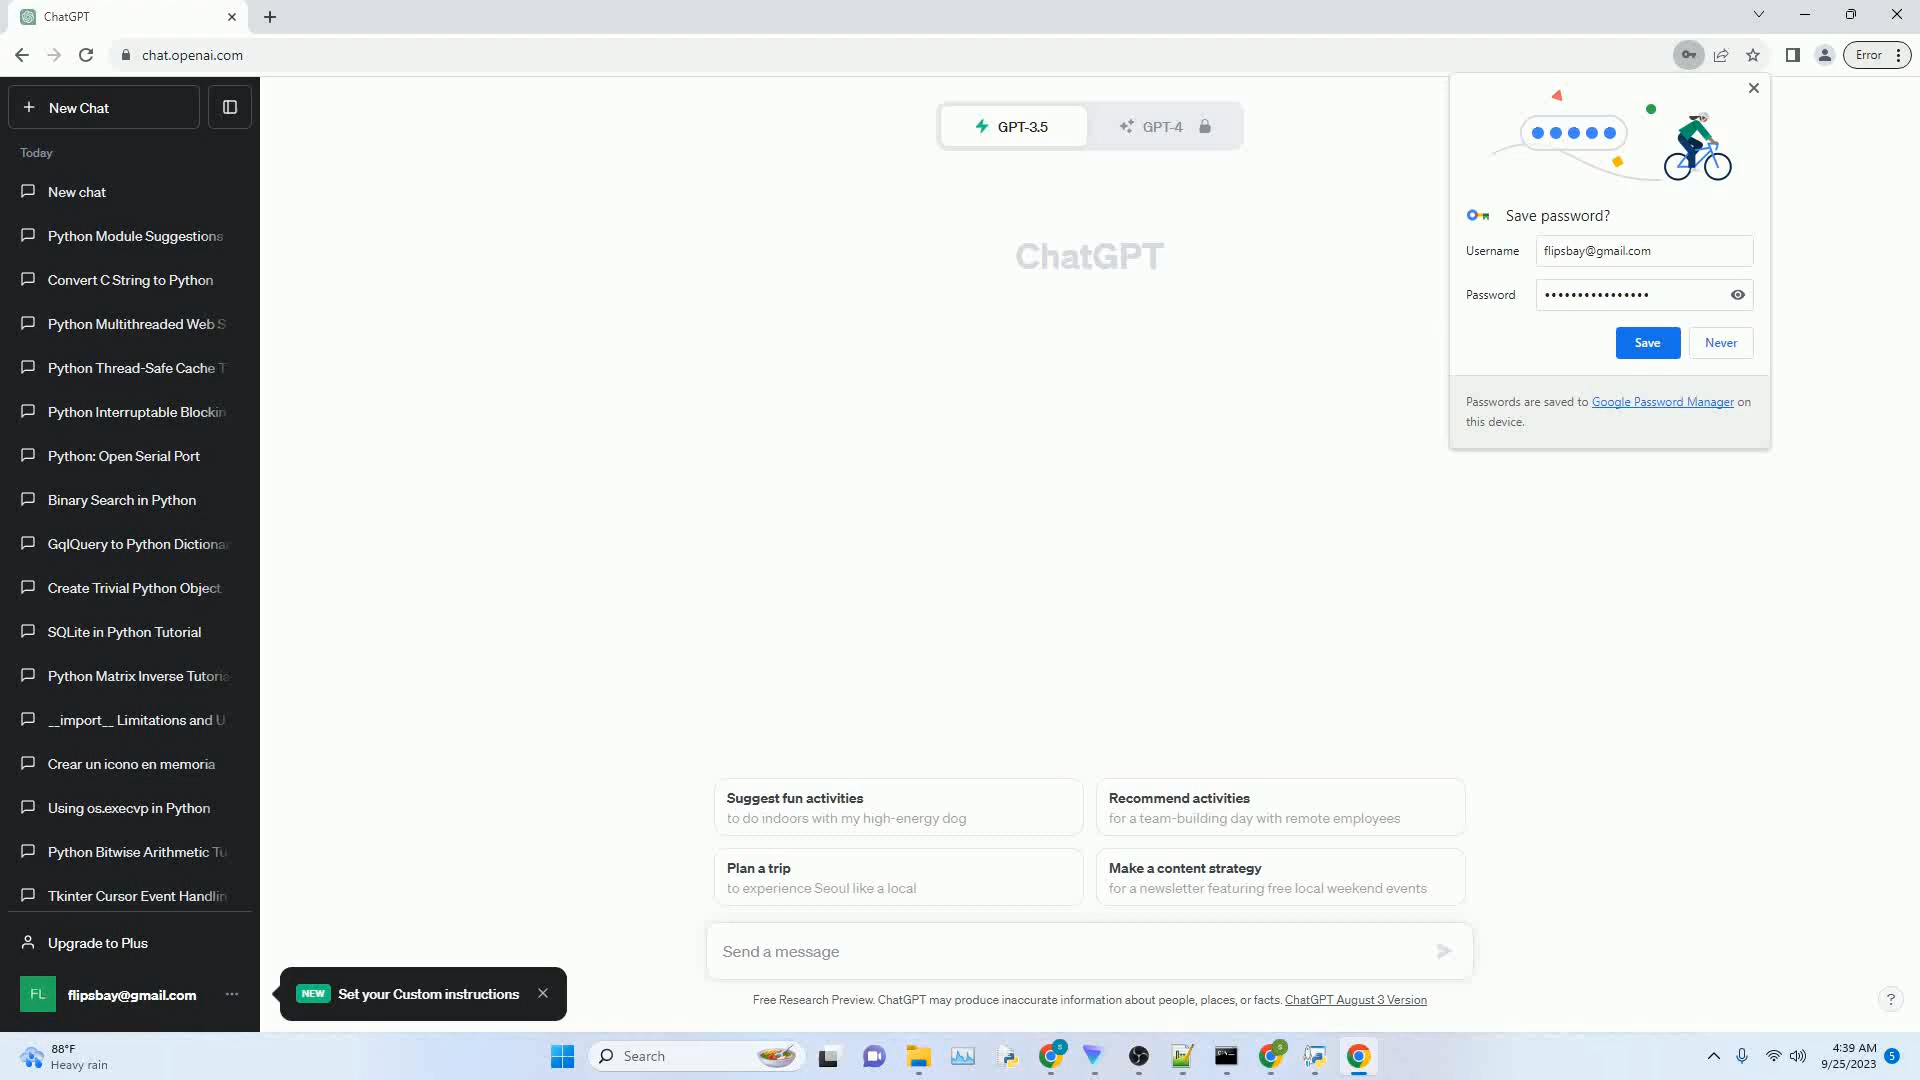 ChatGPT
chat.openai.com
Error
New Chat
Today
New chat
Python Module Suggestions
Convert C String to Python
Python Multithreaded Web S
Python Thread-Safe Cache T
Python Interruptable Blockin
Python: Open Serial Port
Binary Search in Python
GqlQuery to Python Dictionar
Create Trivial Python Object
SQLite in Python Tutorial
Python Matrix Inverse Tutoria
__import__ Limitations and U
Crear un icono en memoria
Using os.execvp in Python
Python Bitwise Arithmetic Tu
Tkinter Cursor Event Handlin
Upgrade to Plus
FL flipsbay@gmail.com
NEW Set your Custom instructions
GPT-3.5 GPT-4
ChatGPT
Save password?
Username flipsbay@gmail.com
Password ••••••••••••••••
Save Never
Passwords are saved to Google Password Manager on
this device.
Suggest fun activities
to do indoors with my high-energy dog
Recommend activities
for a team-building day with remote employees
Plan a trip
to experience Seoul like a local
Make a content strategy
for a newsletter featuring free local weekend events
Send a message
Free Research Preview. ChatGPT may produce inaccurate information about people, places, or facts. ChatGPT August 3 Version
?
88°F
Heavy rain
Search
S
S
4:39 AM
9/25/2023
5